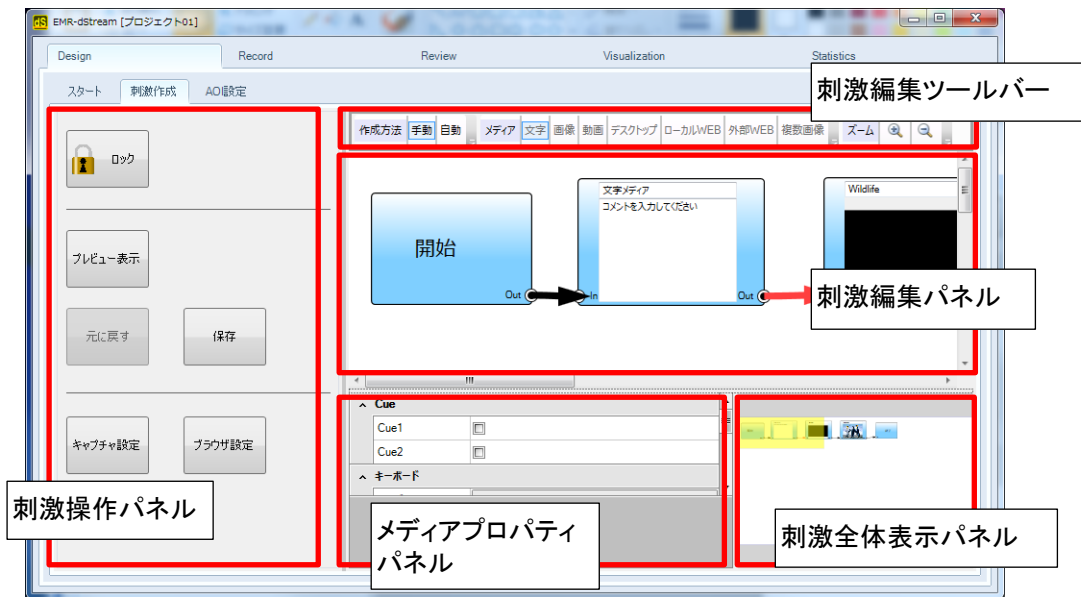 EMR-dStream [プロジェクト01]
Design Record Review Visualization Statistics
スタート 刺激作成 AOI設定
刺激編集ツールバー
作成方法 手動 自動 メディア 文字 画像 動画 デスクトップ ローカルWEB 外部WEB 複数画像 ズーム
ロック
プレビュー表示
元に戻す 保存
キャプチャ設定 ブラウザ設定
刺激操作パネル
開始
Out
文字メディア
コメントを入力してください
In
Out
Wildlife
刺激編集パネル
Cue
Cue1
Cue2
キーボード
メディアプロパティ
パネル
刺激全体表示パネル